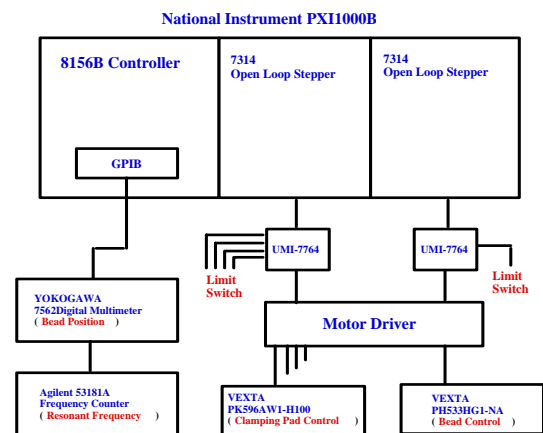 National Instrument PXI1000B
8156B Controller
7314
Open Loop Stepper
7314
Open Loop Stepper
GPIB
UMI-7764
UMI-7764
Limit
Switch
Limit
Switch
YOKOGAWA
7562Digital Multimeter
( Bead Position )
Motor Driver
Agilent 53181A
Frequency Counter
( Resonant Frequency )
VEXTA
PK596AW1-H100
( Clamping Pad Control )
VEXTA
PH533HG1-NA
( Bead Control )